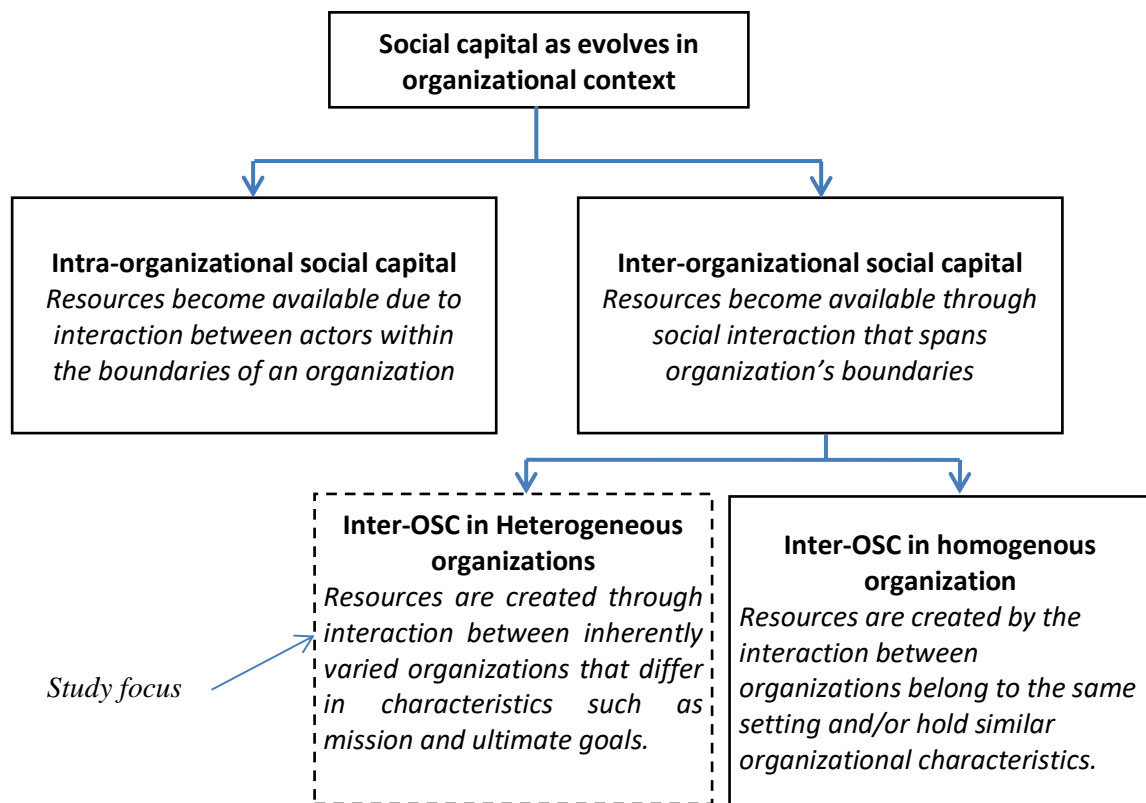 Social capital as evolves in
organizational context
Intra-organizational social capital
Resources become available due to
interaction between actors within
the boundaries of an organization
Inter-organizational social capital
Resources become available through
social interaction that spans
organization’s boundaries
Inter-OSC in Heterogeneous
organizations
Resources are created through
interaction between inherently
varied organizations that differ
in characteristics such as
mission and ultimate goals.
Inter-OSC in homogenous
organization
Resources are created by the
interaction between
organizations belong to the same
setting and/or hold similar
organizational characteristics.
Study focus